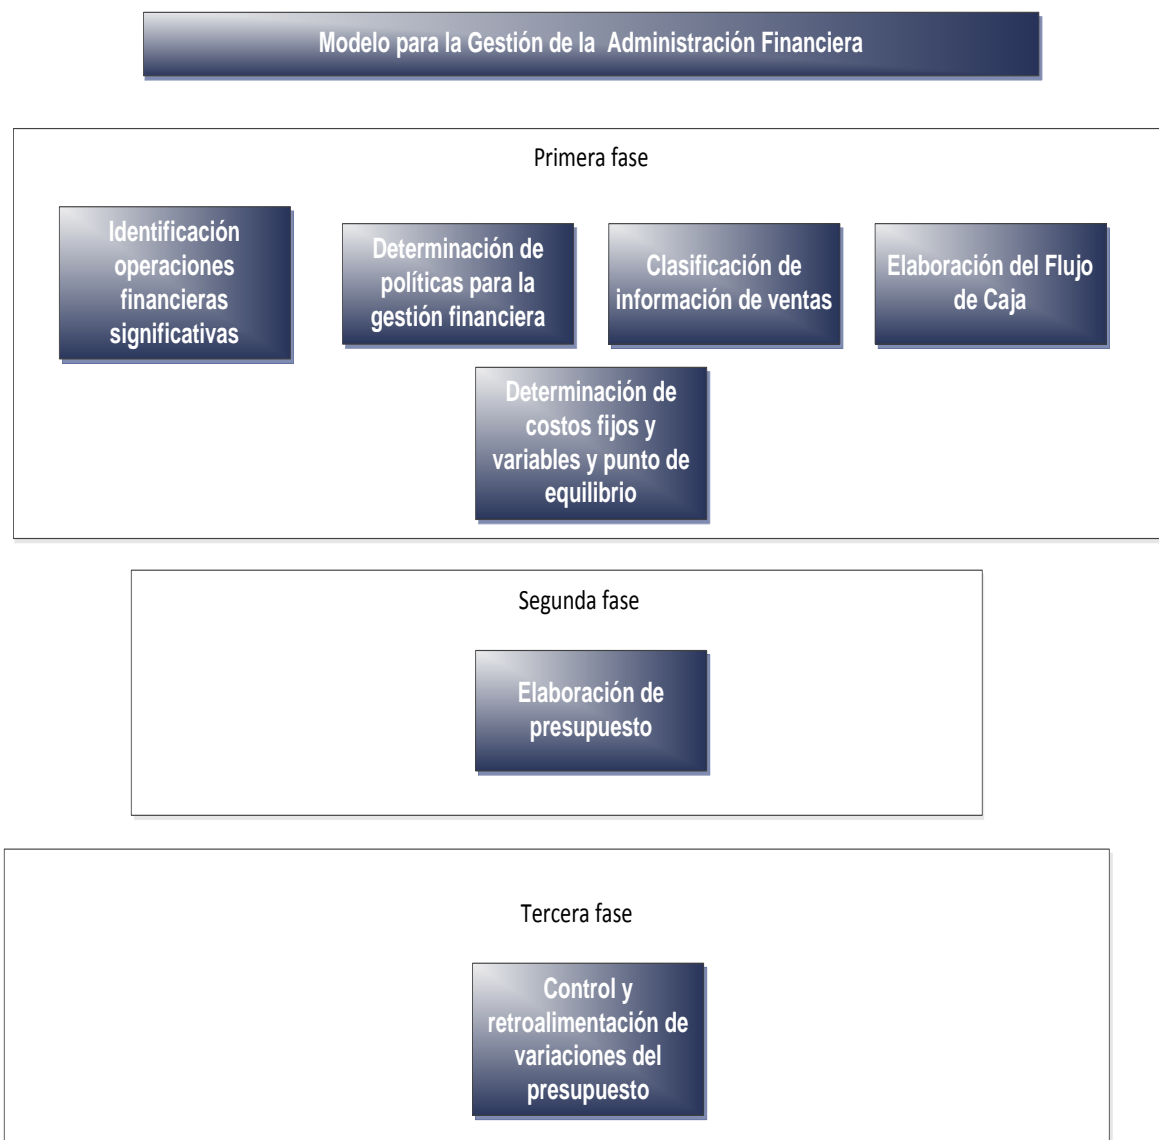 Modelo para la Gestión de la Administración Financiera
Primera fase
Identificación
operaciones
financieras
significativas
Determinación de
políticas para la
gestión financiera
Clasificación de
información de ventas
Elaboración del Flujo
de Caja
Determinación de
costos fijos y
variables y punto de
equilibrio
Segunda fase
Elaboración de
presupuesto
Tercera fase
Control y
retroalimentación de
variaciones del
presupuesto